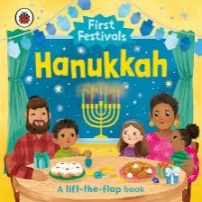 First
Festivals
Hanukkah
A lift-the-flap book